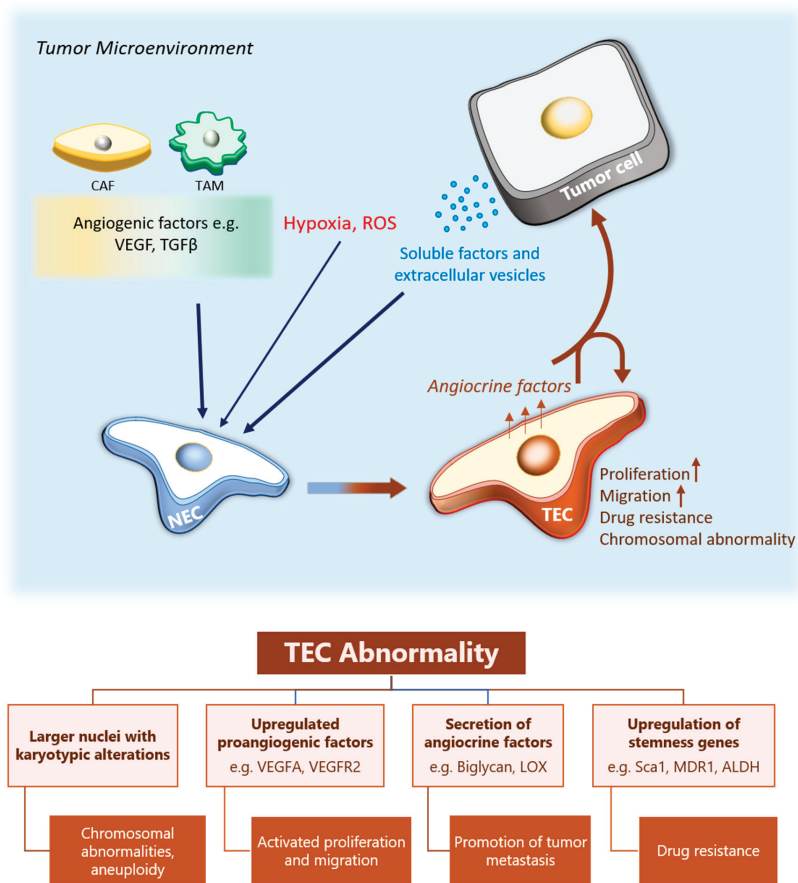 Tumor Microenvironment
CAF
TAM
Angiogenic factors e.g.
VEGF, TGFβ
Hypoxia, ROS
Soluble factors and
extracellular vesicles
Tumor cell
Angiocrine factors
NEC
TEC
Proliferation
Migration
Drug resistance
Chromosomal abnormality
TEC Abnormality
Larger nuclei with
karyotypic alterations
Chromosomal
abnormalities,
aneuploidy
Upregulated
proangiogenic factors
e.g. VEGFA, VEGFR2
Activated proliferation
and migration
Secretion of
angiocrine factors
e.g. Biglycan, LOX
Promotion of tumor
metastasis
Upregulation of
stemness genes
e.g. Sca1, MDR1, ALDH
Drug resistance